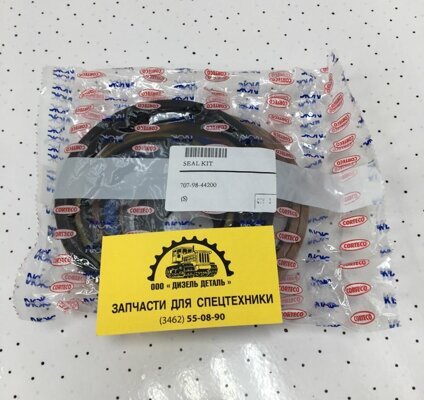 CORTECO
SEAL KIT
707-98-44200
(S)
ООО « ДИЗЕЛЬ ДЕТАЛЬ »
ЗАПЧАСТИ ДЛЯ СПЕЦТЕХНИКИ
(3462) 55-08-90